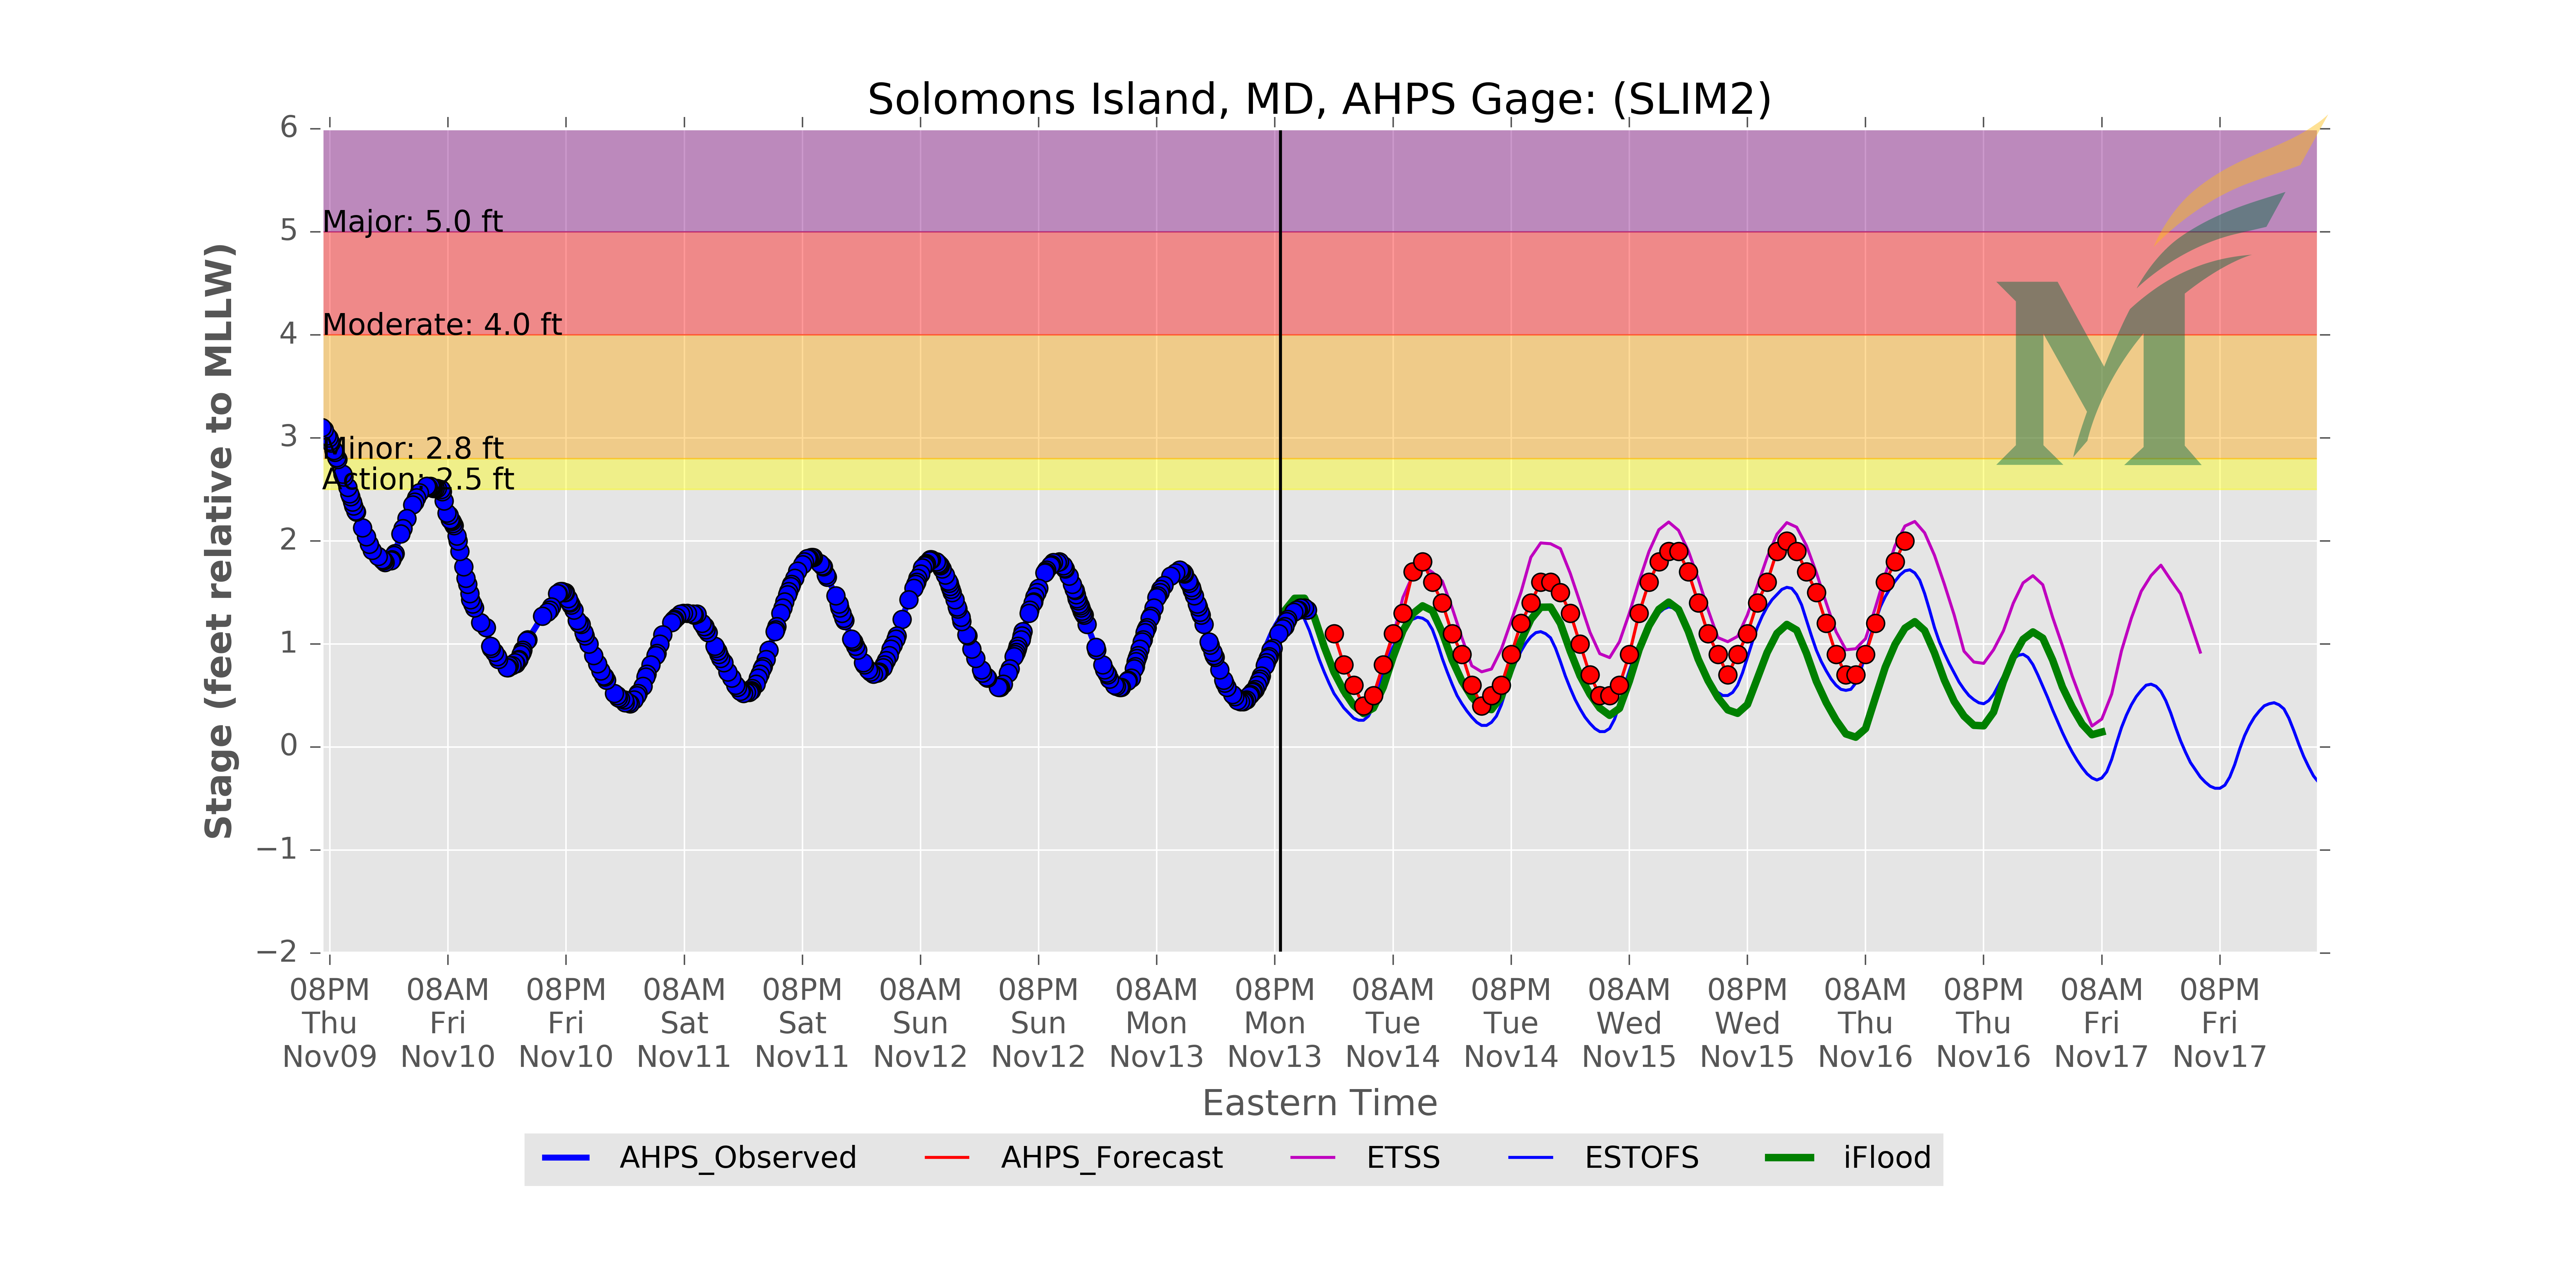 Solomons Island, MD, AHPS Gage: (SLIM2)
6
5
4
3
2
1
0
−1
−2
Stage (feet relative to MLLW)
Major: 5.0 ft
Moderate: 4.0 ft
Minor: 2.8 ft
Action: 2.5 ft
M
08PM 08AM 08PM 08AM 08PM 08AM 08PM 08AM 08PM 08AM 08PM 08AM 08PM 08AM 08PM 08AM 08PM
Thu Fri Fri Sat Sat Sun Sun Mon Mon Tue Tue Wed Wed Thu Thu Fri Fri
Nov09 Nov10 Nov10 Nov11 Nov11 Nov12 Nov12 Nov13 Nov13 Nov14 Nov14 Nov15 Nov15 Nov16 Nov16 Nov17 Nov17
Eastern Time
AHPS_Observed AHPS_Forecast ETSS ESTOFS iFlood